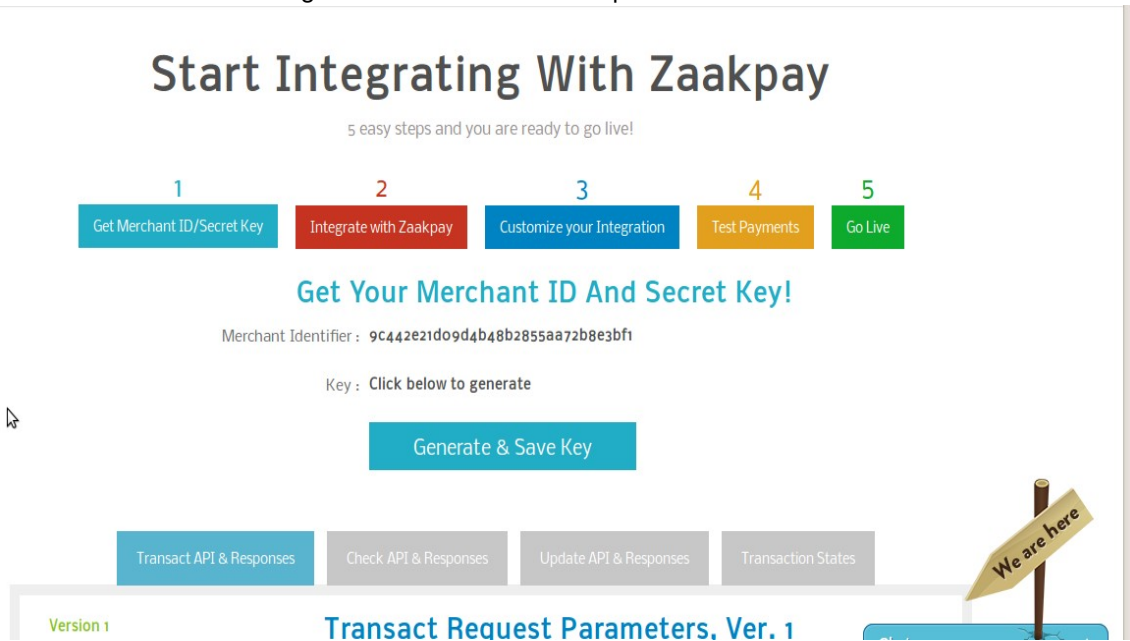 Start Integrating With Zaakpay
5 easy steps and you are ready to go live!
1 2 3 4 5
Get Merchant ID/Secret Key Integrate with Zaakpay Customize your Integration Test Payments Go Live
Get Your Merchant ID And Secret Key!
Merchant Identifier : 9c442e21d09d4b48b2855aa72b8e3bf1
Key : Click below to generate
Generate & Save Key
We are here
Transact API & Responses Check API & Responses Update API & Responses Transaction States
Version 1
Transact Request Parameters, Ver. 1